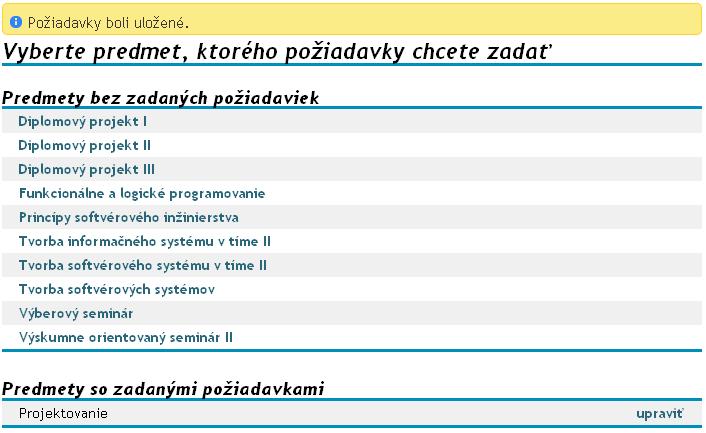 Požiadavky boli uložené.
Vyberte predmet, ktorého požiadavky chcete zadať
Predmety bez zadaných požiadaviek
Diplomový projekt I
Diplomový projekt II
Diplomový projekt III
Funkcionálne a logické programovanie
Princípy softvérového inžinierstva
Tvorba informačného systému v tíme II
Tvorba softvérového systému v tíme II
Tvorba softvérových systémov
Výberový seminár
Výskumne orientovaný seminár II
Predmety so zadanými požiadavkami
Projektovanie upraviť